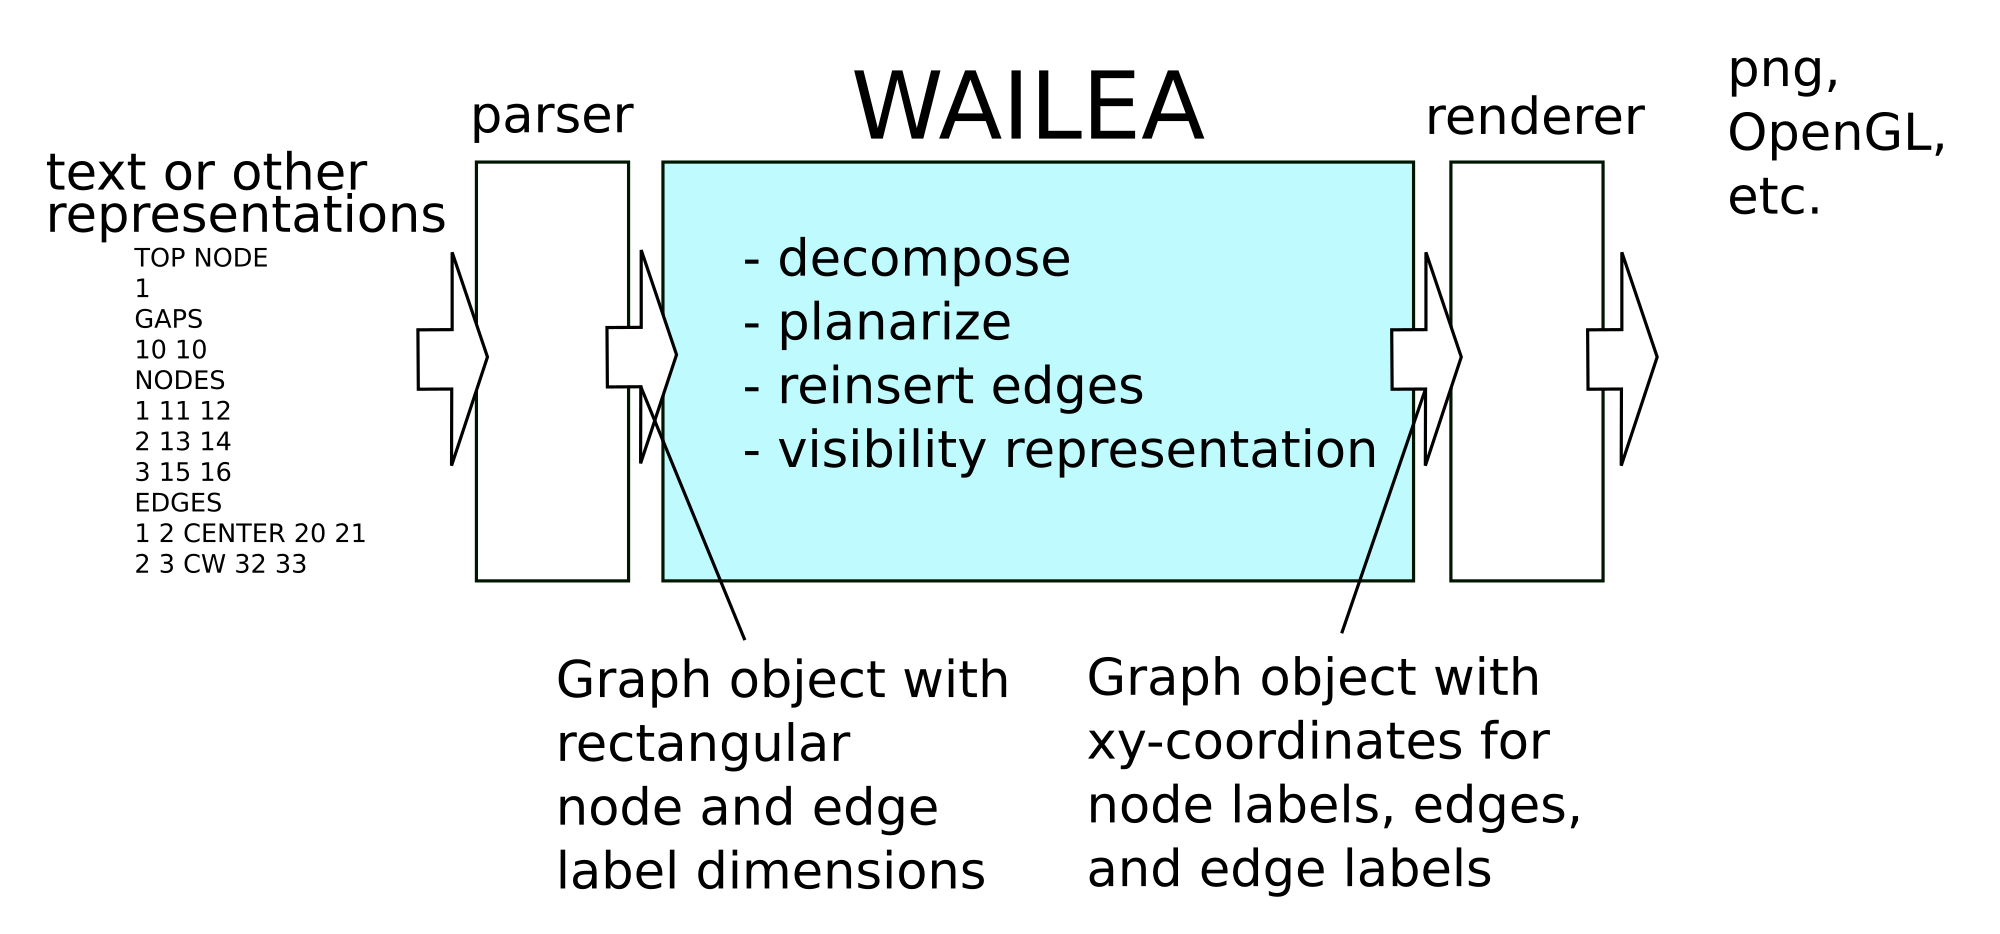 text or other
representations
TOP NODE
1
GAPS
10 10
NODES
1 11 12
2 13 14
3 15 16
EDGES
1 2 CENTER 20 21
2 3 CW 32 33
parser
WAILEA
- decompose
- planarize
- reinsert edges
- visibility representation
renderer
png,
OpenGL,
etc.
Graph object with
rectangular
node and edge
label dimensions
Graph object with
xy-coordinates for
node labels, edges,
and edge labels